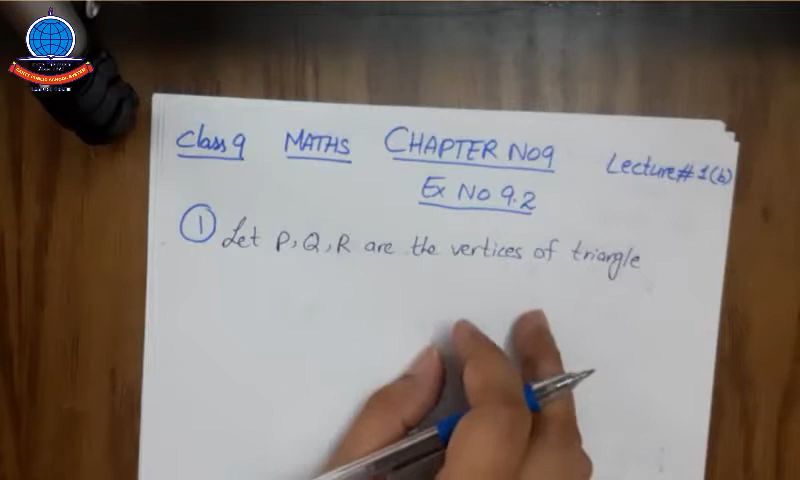 Class 9 MATHS CHAPTER NO9 Lecture# 1(b)
Ex No 9.2
① Let P, Q, R are the vertices of triangle